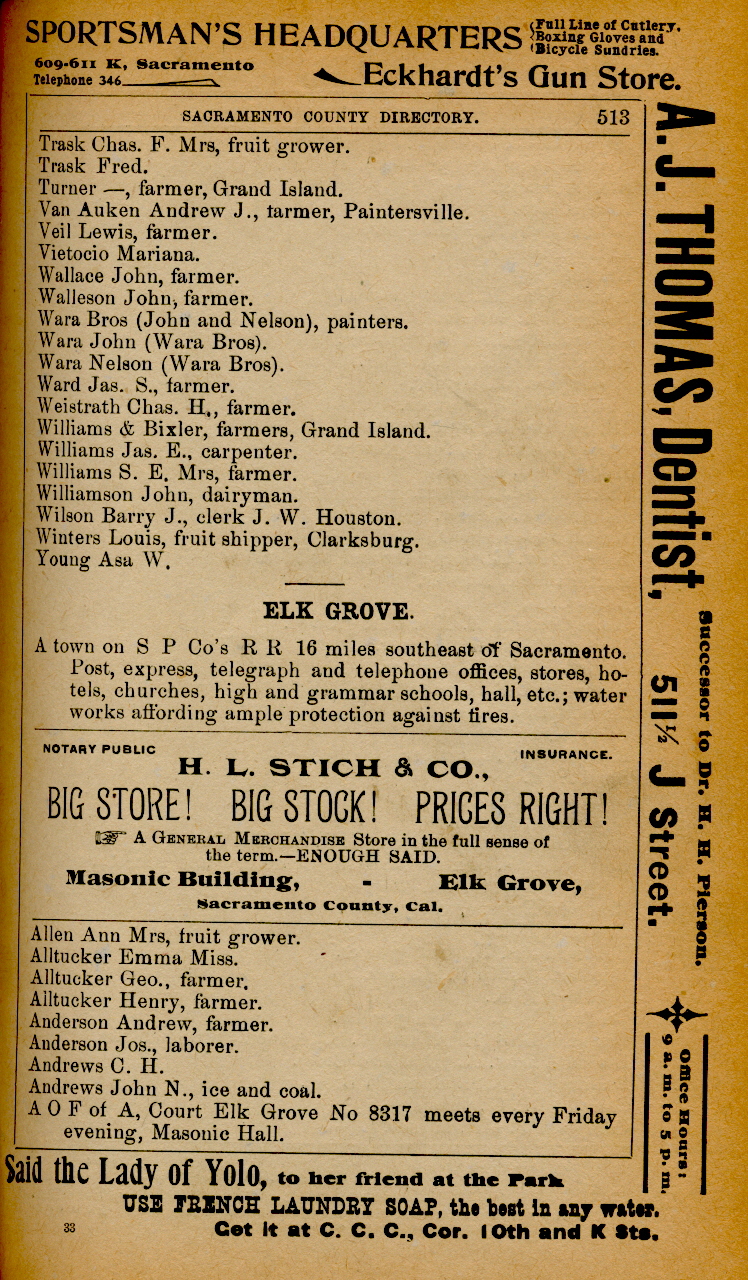 SPORTSMAN'S HEADQUARTERS
Full Line of Cutlery,
Boxing Gloves and
Bicycle Sundries.
609-611 K, Sacramento
Telephone 346
Eckhardt's Gun Store.
SACRAMENTO COUNTY DIRECTORY. 513
Trask Chas. F. Mrs, fruit grower.
Trask Fred.
Turner —, farmer, Grand Island.
Van Auken Andrew J., farmer, Paintersville.
Veil Lewis, farmer.
Vietocio Mariana.
Wallace John, farmer.
Walleson John, farmer.
Wara Bros (John and Nelson), painters.
Wara John (Wara Bros).
Wara Nelson (Wara Bros).
Ward Jas. S., farmer.
Weistrath Chas. H., farmer.
Williams & Bixler, farmers, Grand Island.
Williams Jas. E., carpenter.
Williams S. E. Mrs, farmer.
Williamson John, dairyman.
Wilson Barry J., clerk J. W. Houston.
Winters Louis, fruit shipper, Clarksburg.
Young Asa W.
ELK GROVE.
A town on S P Co's R R 16 miles southeast of Sacramento.
Post, express, telegraph and telephone offices, stores, ho-
tels, churches, high and grammar schools, hall, etc.; water
works affording ample protection against fires.
NOTARY PUBLIC INSURANCE.
H. L. STICH & CO.,
BIG STORE! BIG STOCK! PRICES RIGHT!
☞ A GENERAL MERCHANDISE Store in the full sense of
the term.—ENOUGH SAID.
Masonic Building, - Elk Grove,
Sacramento County, Cal.
Allen Ann Mrs, fruit grower.
Alltucker Emma Miss.
Alltucker Geo., farmer.
Alltucker Henry, farmer.
Anderson Andrew, farmer.
Anderson Jos., laborer.
Andrews C. H.
Andrews John N., ice and coal.
A O F of A, Court Elk Grove No 8317 meets every Friday
evening, Masonic Hall.
Said the Lady of Yolo, to her friend at the Park
USE FRENCH LAUNDRY SOAP, the best in any water.
33 Get it at C. C. C., Cor. 10th and K Sts.
A. J. THOMAS, Dentist, 511½ J Street.
Successor to Dr. H. H. Pierson.
Office Hours:
9 a. m. to 5 p. m.